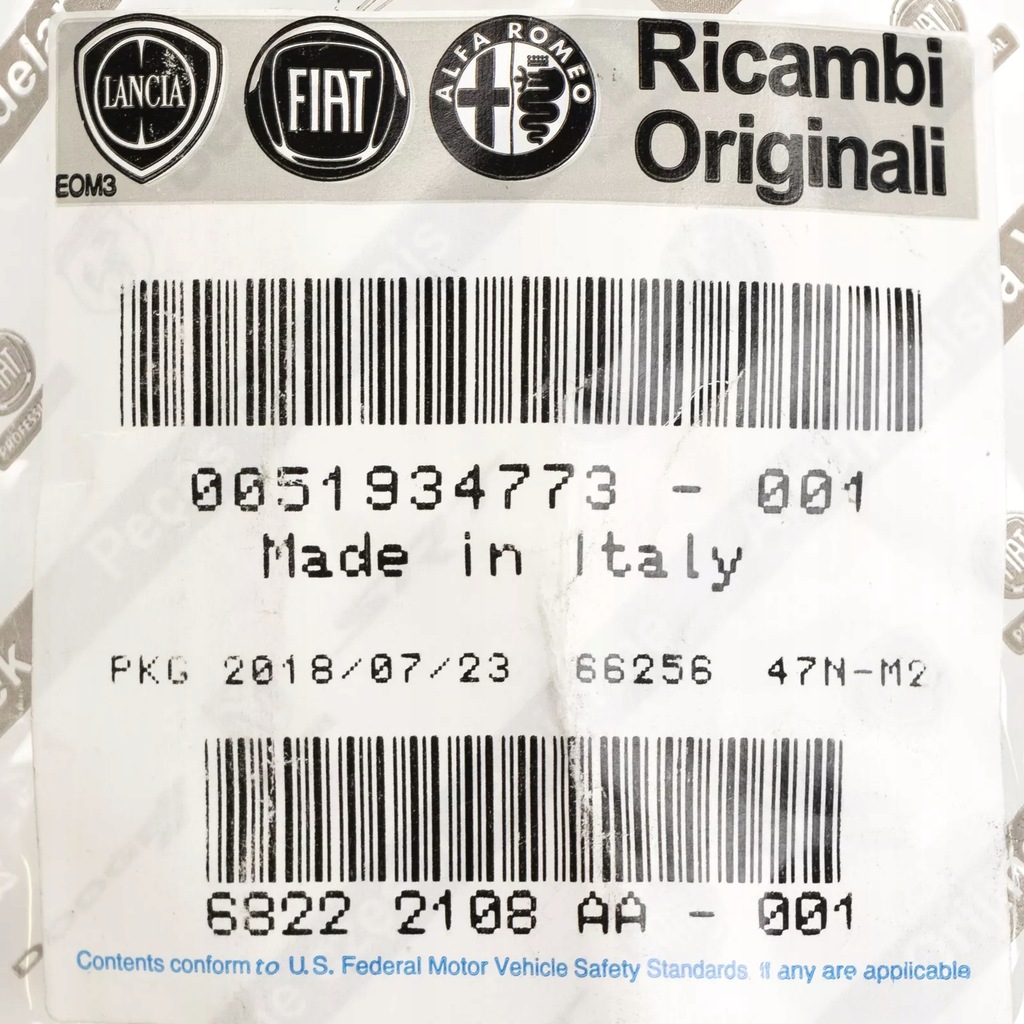 LANCIA
FIAT
ALFA ROMEO
Ricambi
Originali
EOM3
0051934773 - 001
Made in Italy
PKG 2018/07/23 66256 47N-M2
6822 2108 AA - 001
Contents conform to U.S. Federal Motor Vehicle Safety Standards if any are applicable